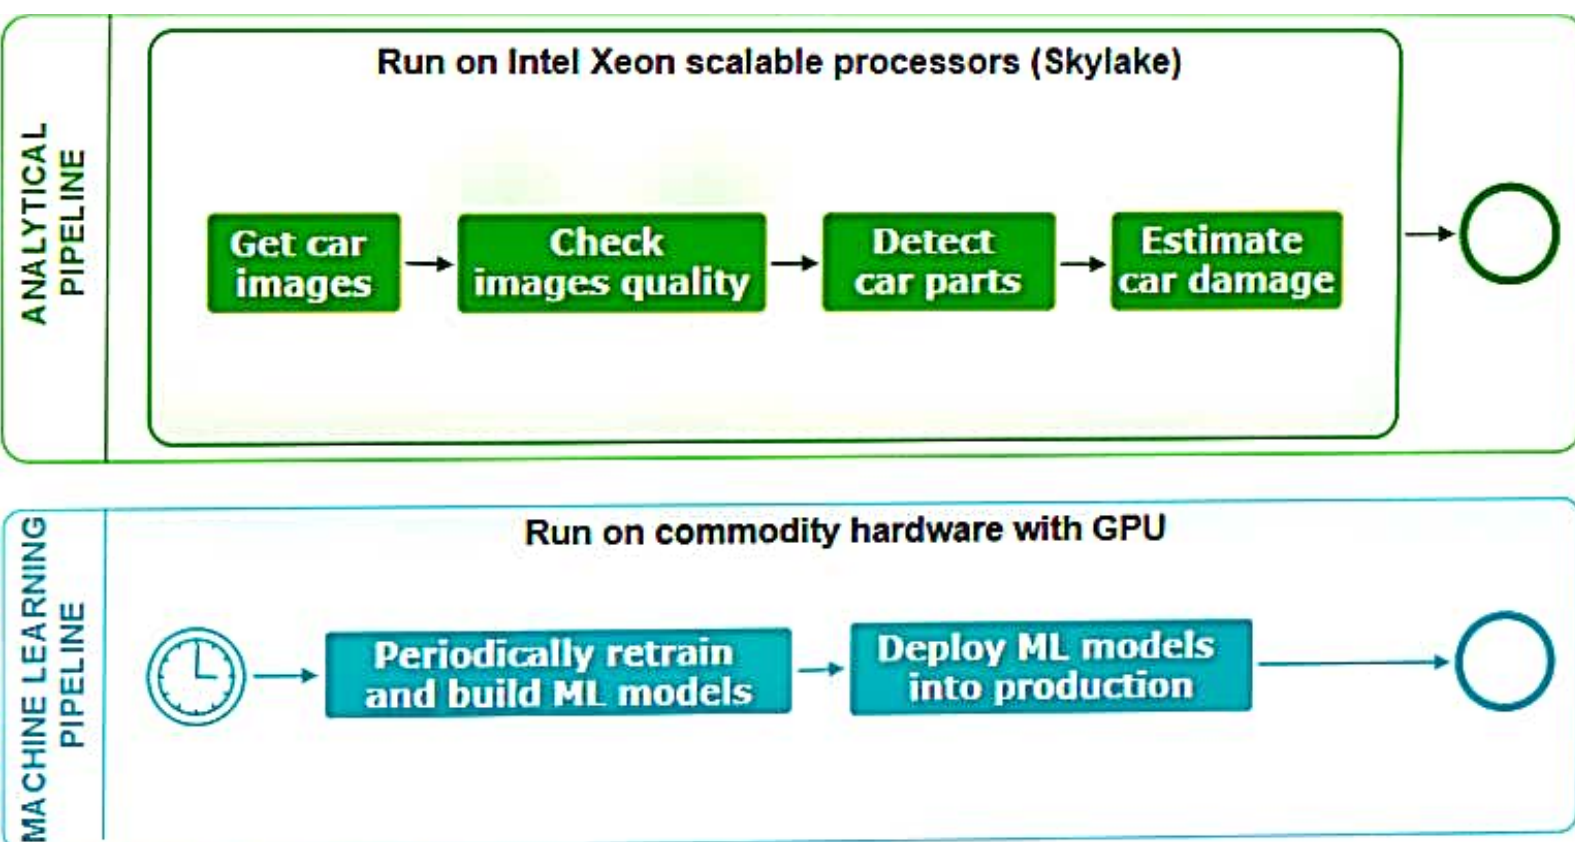 ANALYTICAL
PIPELINE
Run on Intel Xeon scalable processors (Skylake)
Get car
images
Check
images quality
Detect
car parts
Estimate
car damage
MACHINE LEARNING
PIPELINE
Run on commodity hardware with GPU
Periodically retrain
and build ML models
Deploy ML models
into production